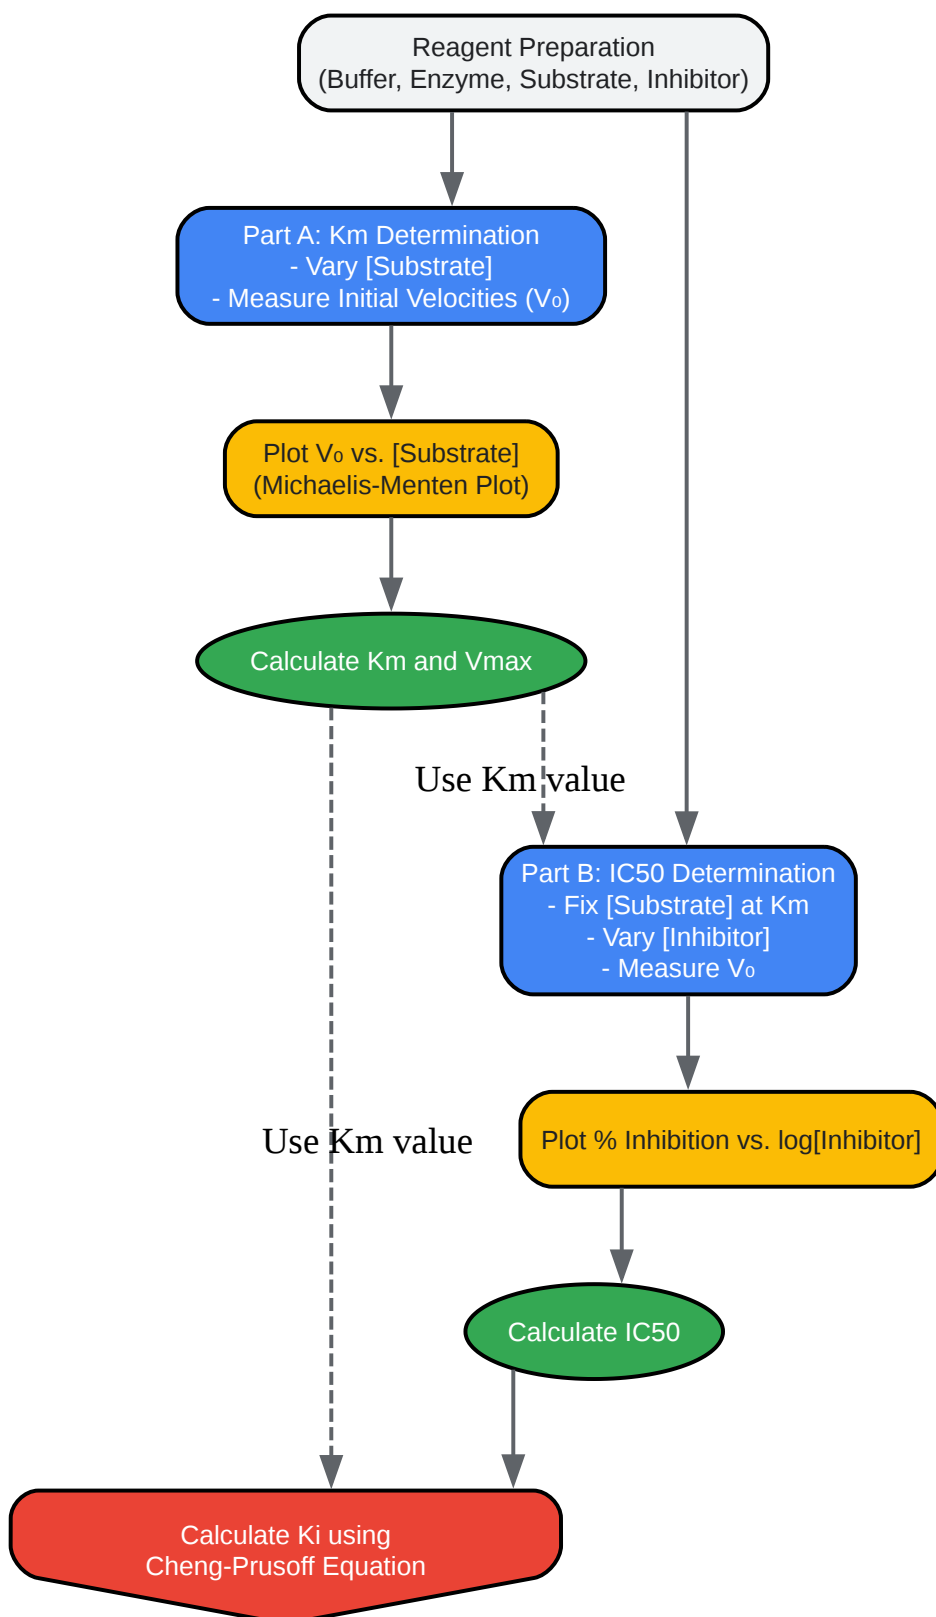 Reagent Preparation
(Buffer, Enzyme, Substrate, Inhibitor)
Part A: Km Determination
- Vary [Substrate]
- Measure Initial Velocities (V₀)
Plot V₀ vs. [Substrate]
(Michaelis-Menten Plot)
Calculate Km and Vmax
Use Km value
Part B: IC50 Determination
- Fix [Substrate] at Km
- Vary [Inhibitor]
- Measure V₀
Use Km value
Plot % Inhibition vs. log[Inhibitor]
Calculate IC50
Calculate Ki using
Cheng-Prusoff Equation